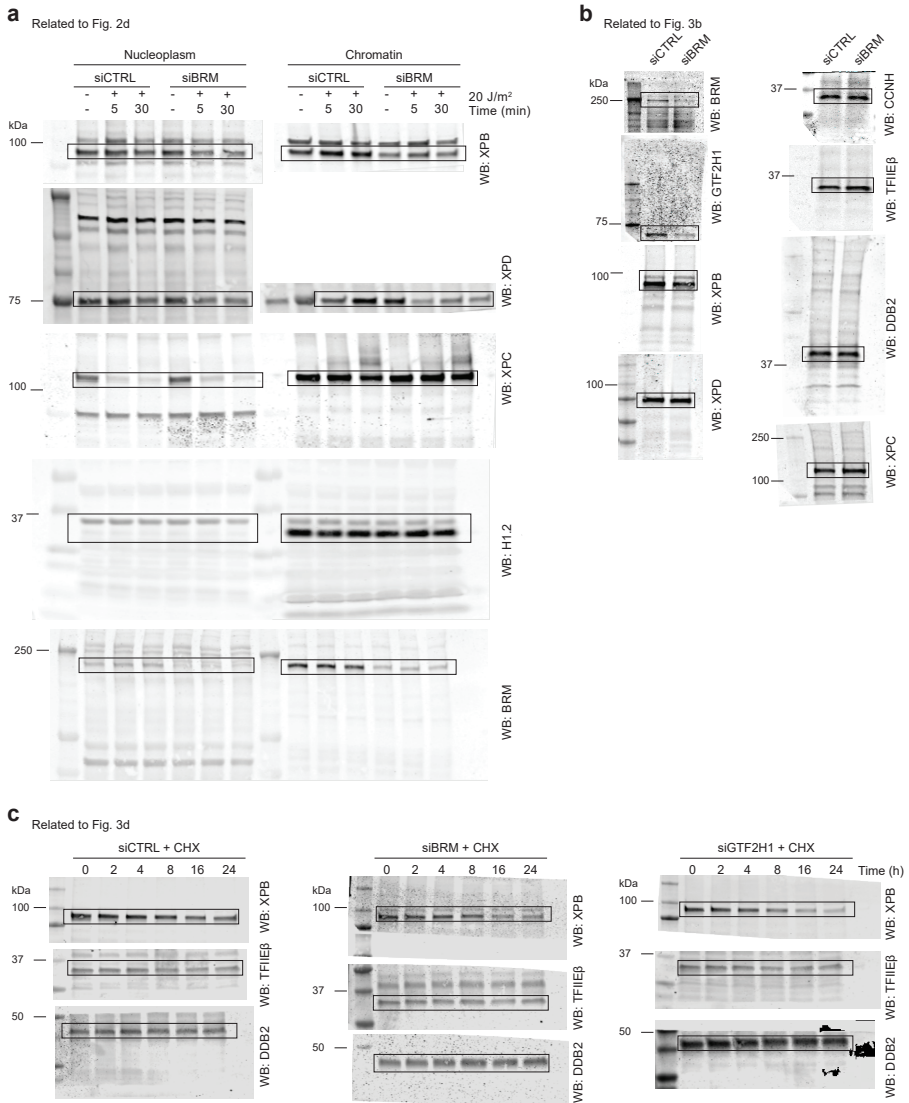 a
Related to Fig. 2d
Nucleoplasm Chromatin
siCTRL siBRM siCTRL siBRM
- + + - + + - + + - + + 20 J/m²
5 30 5 30 5 30 5 30 Time (min)
kDa
100
WB: XPB
75
WB: XPD
100
WB: XPC
37
WB: H1.2
250
WB: BRM
b
Related to Fig. 3b
siCTRL siBRM
kDa
250
WB: BRM
WB: GTF2H1
75
100
WB: XPB
100
WB: XPD
siCTRL siBRM
37
WB: CCNH
37
WB: TFIIEβ
WB: DDB2
37
250
100
WB: XPC
c
Related to Fig. 3d
siCTRL + CHX siBRM + CHX siGTF2H1 + CHX
0 2 4 8 16 24 0 2 4 8 16 24 0 2 4 8 16 24 Time (h)
kDa kDa kDa
100 WB: XPB 100 WB: XPB 100 WB: XPB
37 WB: TFIIEβ 37 WB: TFIIEβ 37 WB: TFIIEβ
50 WB: DDB2 50 WB: DDB2 50 WB: DDB2